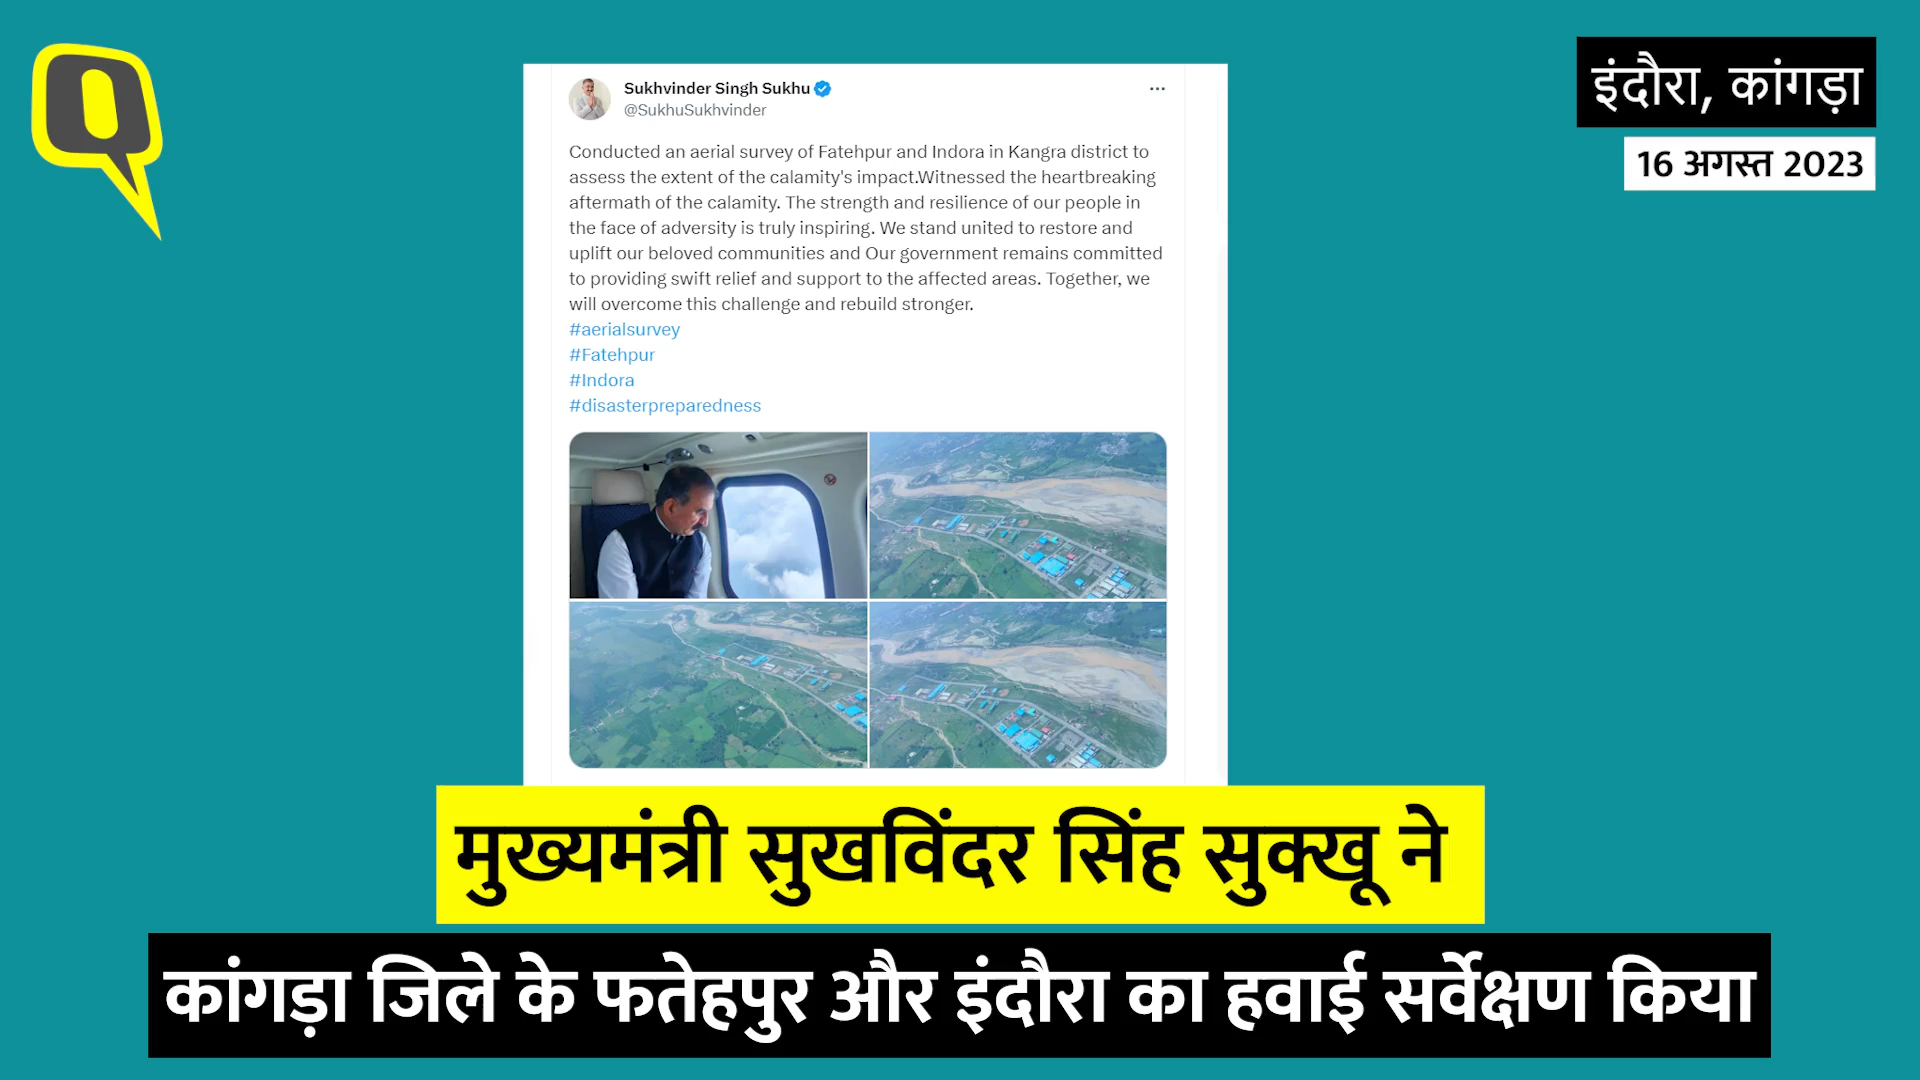 Q
इंदौरा, कांगड़ा
16 अगस्त 2023
Sukhvinder Singh Sukhu
@SukhuSukhvinder
Conducted an aerial survey of Fatehpur and Indora in Kangra district to
assess the extent of the calamity's impact.Witnessed the heartbreaking
aftermath of the calamity. The strength and resilience of our people in
the face of adversity is truly inspiring. We stand united to restore and
uplift our beloved communities and Our government remains committed
to providing swift relief and support to the affected areas. Together, we
will overcome this challenge and rebuild stronger.
#aerialsurvey
#Fatehpur
#Indora
#disasterpreparedness
मुख्यमंत्री सुखविंदर सिंह सुक्खू ने
कांगड़ा जिले के फतेहपुर और इंदौरा का हवाई सर्वेक्षण किया